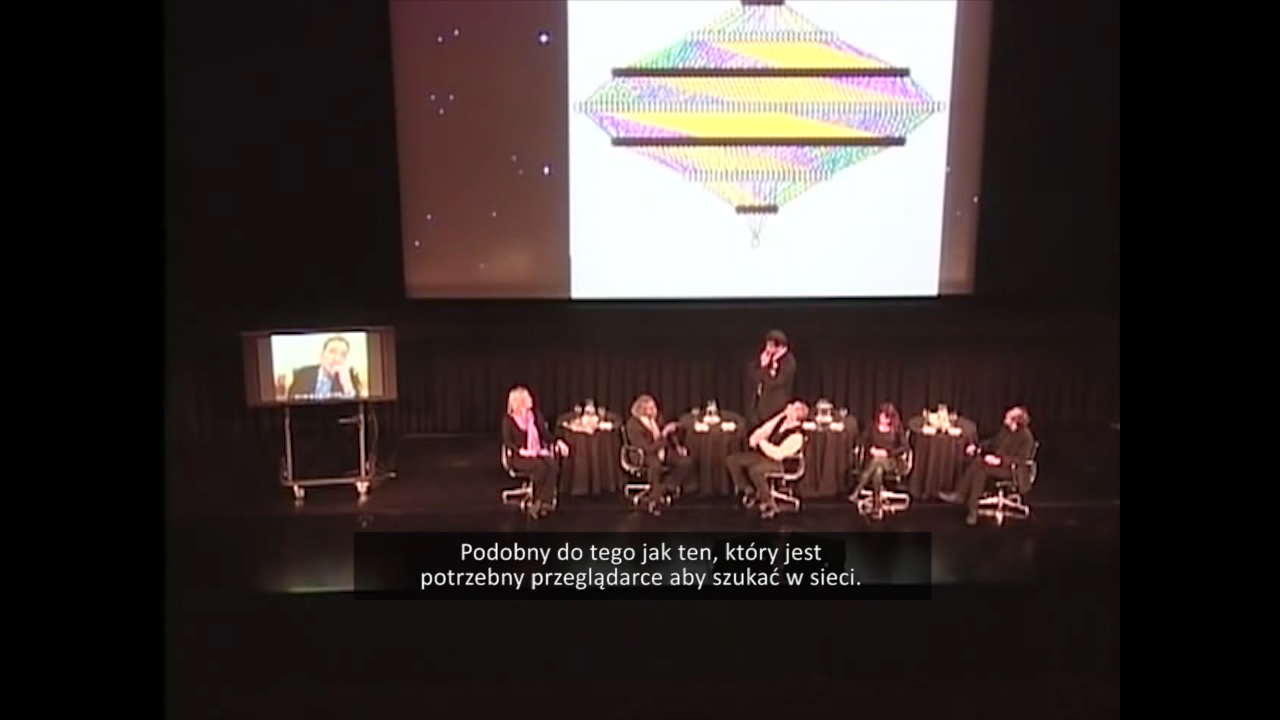 Podobny do tego jak ten, który jest
potrzebny przeglądarce aby szukać w sieci.